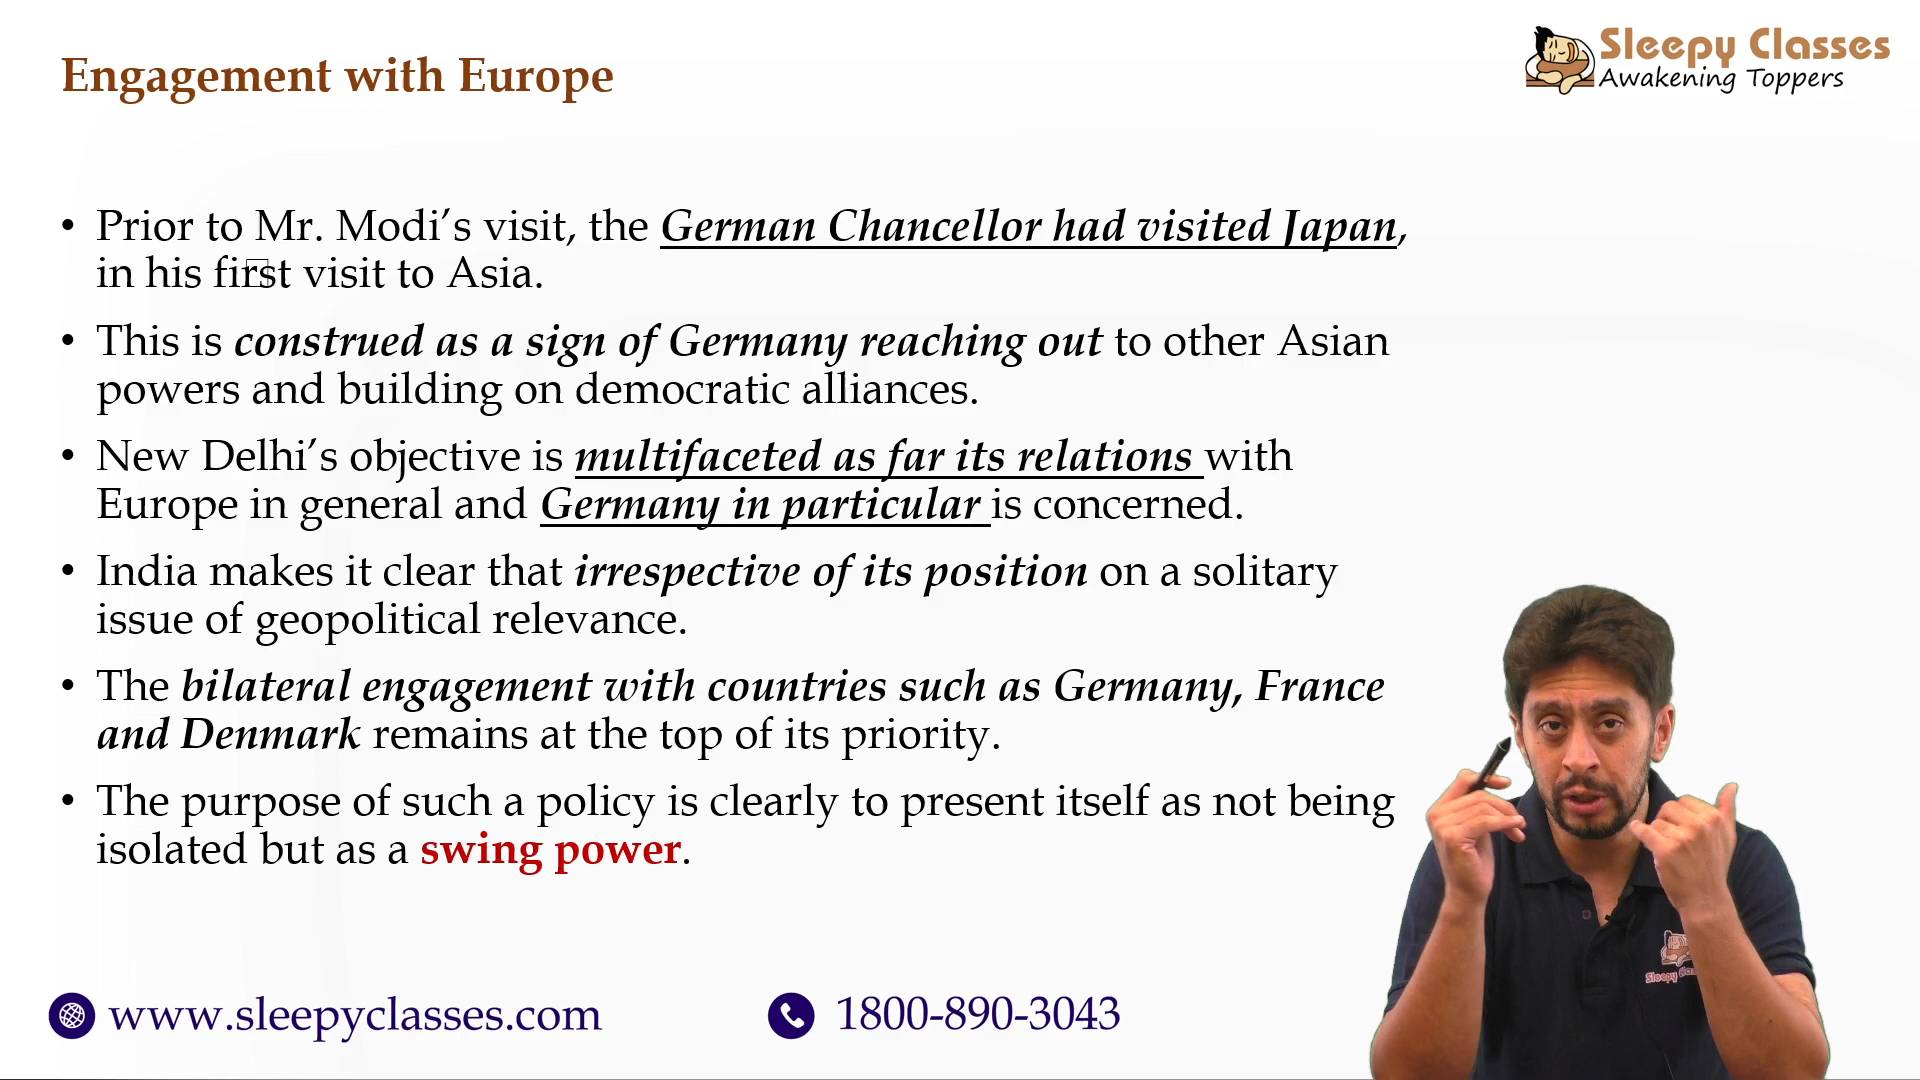 Engagement with Europe
Sleepy Classes
Awakening Toppers
• Prior to Mr. Modi’s visit, the German Chancellor had visited Japan,
in his first visit to Asia.
• This is construed as a sign of Germany reaching out to other Asian
powers and building on democratic alliances.
• New Delhi’s objective is multifaceted as far its relations with
Europe in general and Germany in particular is concerned.
• India makes it clear that irrespective of its position on a solitary
issue of geopolitical relevance.
• The bilateral engagement with countries such as Germany, France
and Denmark remains at the top of its priority.
• The purpose of such a policy is clearly to present itself as not being
isolated but as a swing power.
Sleepy
www.sleepyclasses.com
1800-890-3043